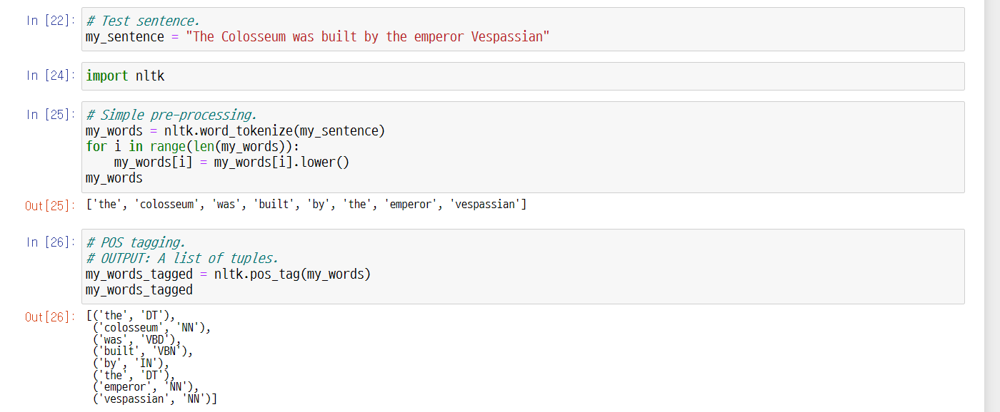 In [22]: # Test sentence.
my_sentence = "The Colosseum was built by the emperor Vespassian"
In [24]: import nltk
In [25]: # Simple pre-processing.
my_words = nltk.word_tokenize(my_sentence)
for i in range(len(my_words)):
    my_words[i] = my_words[i].lower()
my_words
Out[25]: ['the', 'colosseum', 'was', 'built', 'by', 'the', 'emperor', 'vespassian']
In [26]: # POS tagging.
# OUTPUT: A list of tuples.
my_words_tagged = nltk.pos_tag(my_words)
my_words_tagged
Out[26]: [('the', 'DT'),
('colosseum', 'NN'),
('was', 'VBD'),
('built', 'VBN'),
('by', 'IN'),
('the', 'DT'),
('emperor', 'NN'),
('vespassian', 'NN')]